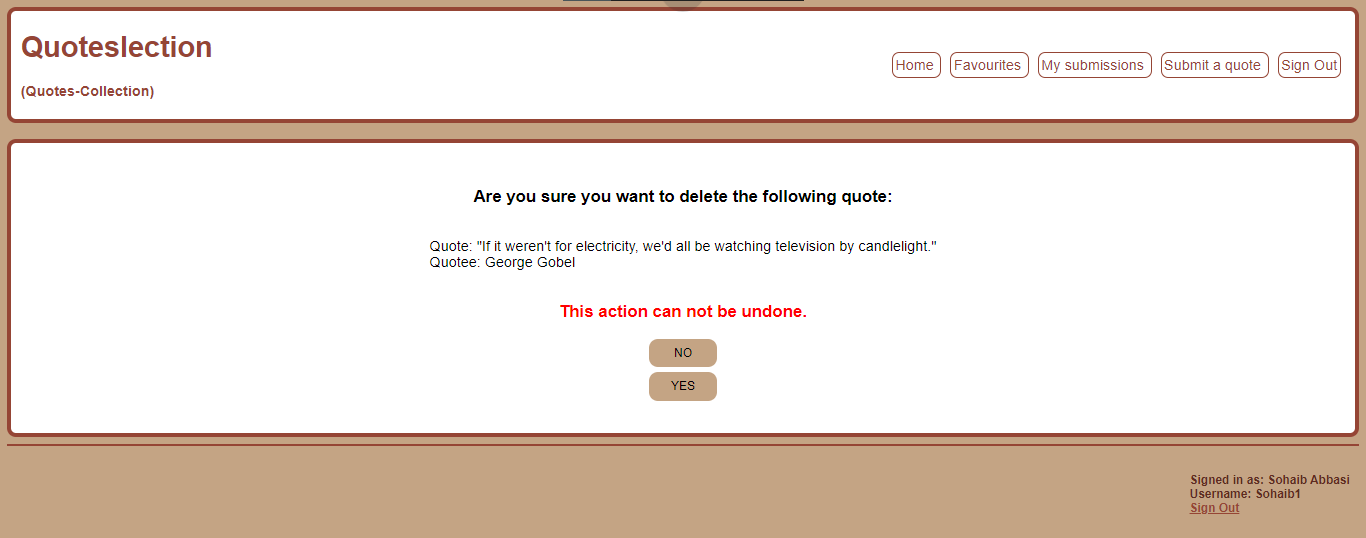 Quoteslection
(Quotes-Collection)
Home Favourites My submissions Submit a quote Sign Out
Are you sure you want to delete the following quote:
Quote: "If it weren't for electricity, we'd all be watching television by candlelight."
Quotee: George Gobel
This action can not be undone.
NO
YES
Signed in as: Sohaib Abbasi
Username: Sohaib1
Sign Out